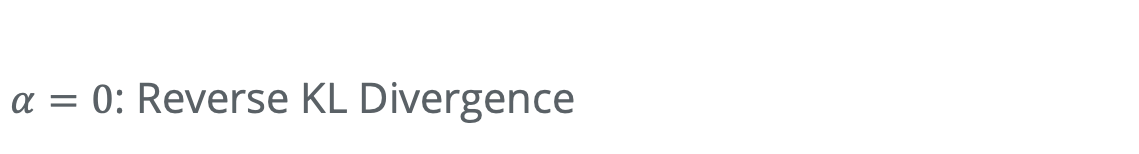 α = 0: Reverse KL Divergence